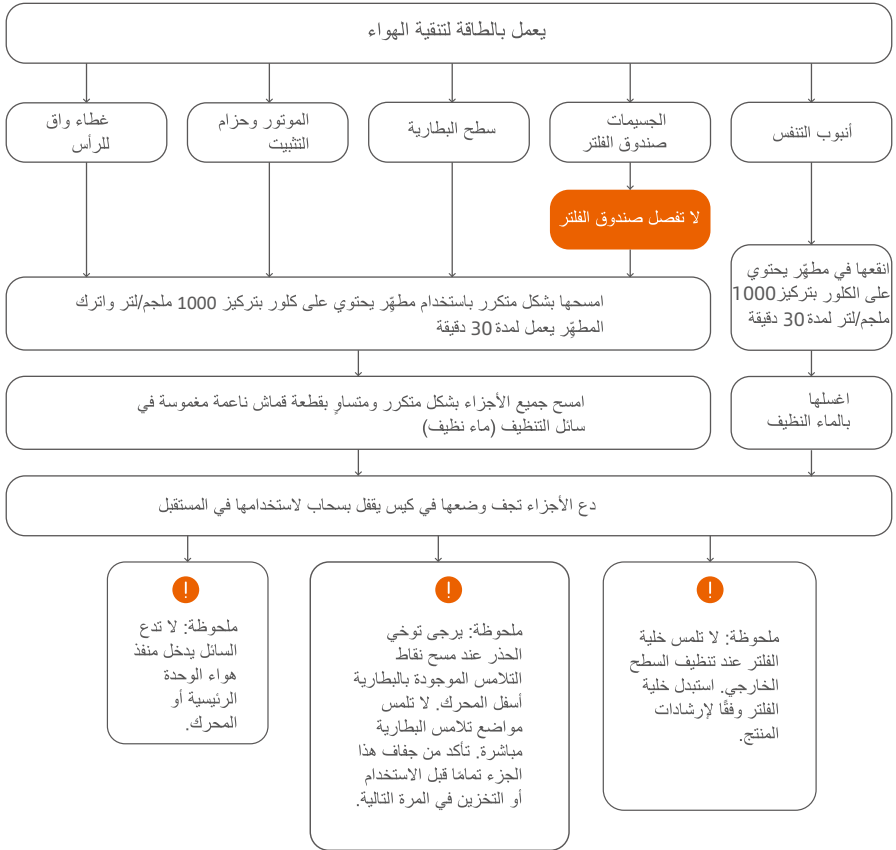 يعمل بالطاقة لتنقية الهواء
أنبوب التنفس
الجسيمات
صندوق الفلتر
سطح البطارية
الموتور وحزام
التثبيت
غطاء واق
للرأس
لا تفصل صندوق الفلتر
انقعها في مطهّر يحتوي
على الكلور بتركيز1000
ملجم/لتر لمدة 30 دقيقة
امسحها بشكل متكرر باستخدام مطهّر يحتوي على كلور بتركيز 1000 ملجم/لتر واترك
المطهّر يعمل لمدة 30 دقيقة
اغسلها
بالماء النظيف
امسح جميع الأجزاء بشكل متكرر ومتساوٍ بقطعة قماش ناعمة مغموسة في
سائل التنظيف (ماء نظيف)
دع الأجزاء تجف وضعها في كيس يقفل بسحاب لاستخدامها في المستقبل
!
ملحوظة: لا تلمس خلية
الفلتر عند تنظيف السطح
الخارجي. استبدل خلية
الفلتر وفقًا لإرشادات
المنتج.
!
ملحوظة: يرجى توخي
الحذر عند مسح نقاط
التلامس الموجودة بالبطارية
أسفل المحرك. لا تلمس
مواضع تلامس البطارية
مباشرة. تأكد من جفاف هذا
الجزء تمامًا قبل الاستخدام
أو التخزين في المرة التالية.
!
ملحوظة: لا تدع
السائل يدخل منفذ
هواء الوحدة
الرئيسية أو
المحرك.